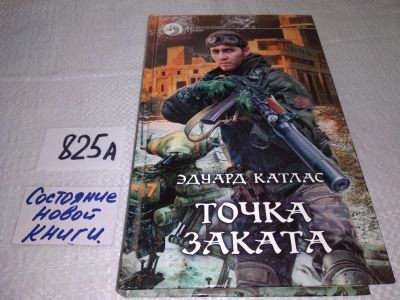 825А
Состояние
новой
книги.
ЭДУАРД КАТЛАС
ТОЧКА
ЗАКАТА